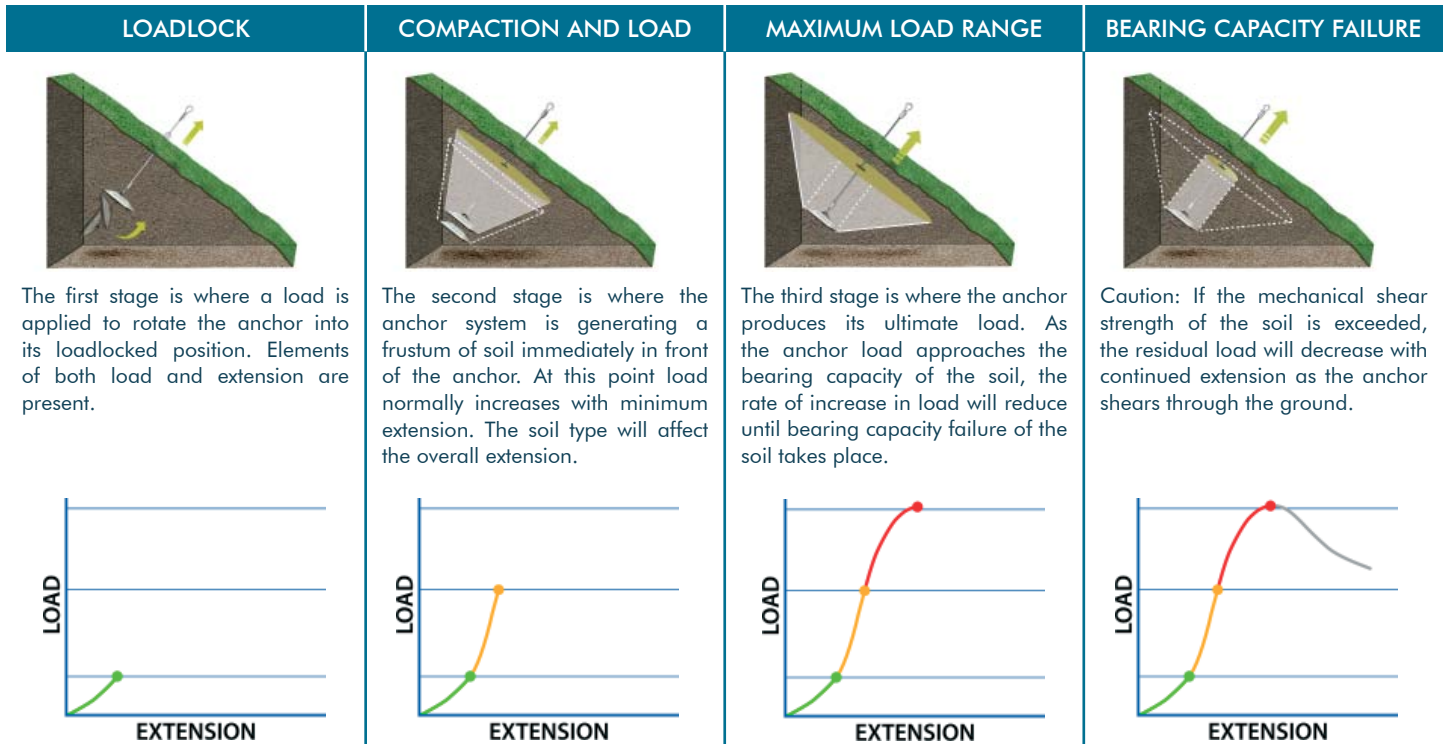 LOADLOCK
The first stage is where a load is
applied to rotate the anchor into
its loadlocked position. Elements
of both load and extension are
present.
LOAD
EXTENSION
COMPACTION AND LOAD
The second stage is where the
anchor system is generating a
frustum of soil immediately in front
of the anchor. At this point load
normally increases with minimum
extension. The soil type will affect
the overall extension.
LOAD
EXTENSION
MAXIMUM LOAD RANGE
The third stage is where the anchor
produces its ultimate load. As
the anchor load approaches the
bearing capacity of the soil, the
rate of increase in load will reduce
until bearing capacity failure of the
soil takes place.
LOAD
EXTENSION
BEARING CAPACITY FAILURE
Caution: If the mechanical shear
strength of the soil is exceeded,
the residual load will decrease with
continued extension as the anchor
shears through the ground.
LOAD
EXTENSION